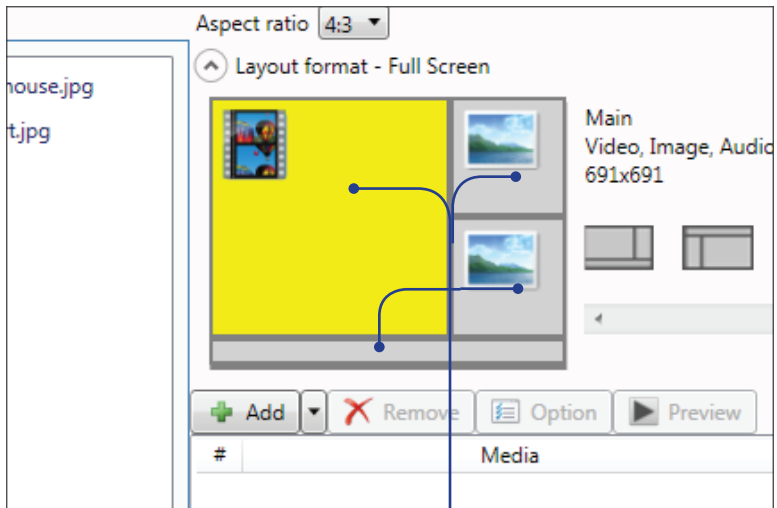 Aspect ratio 4:3
Layout format - Full Screen
house.jpg
t.jpg
Main
Video, Image, Audio
691x691
Add
Remove
Option
Preview
# Media